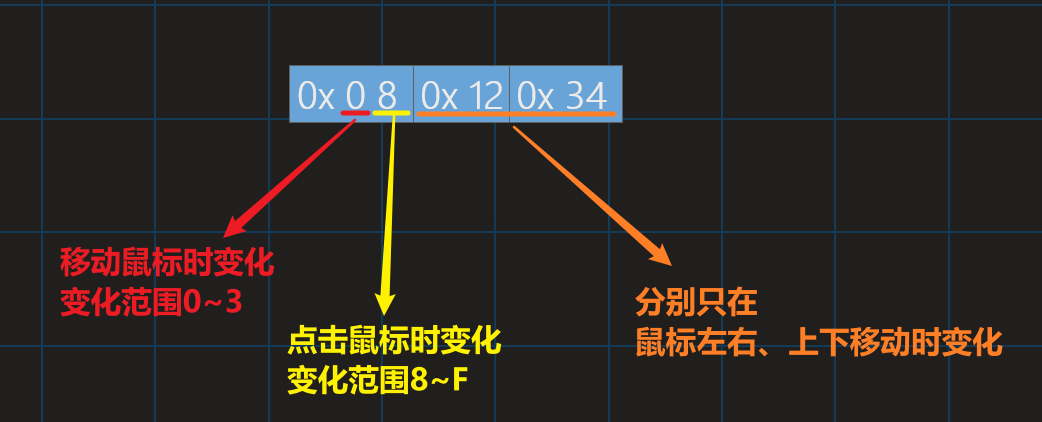 0x 0 8 0x 12 0x 34
移动鼠标时变化
变化范围0~3
点击鼠标时变化
变化范围8~F
分别只在
鼠标左右、上下移动时变化